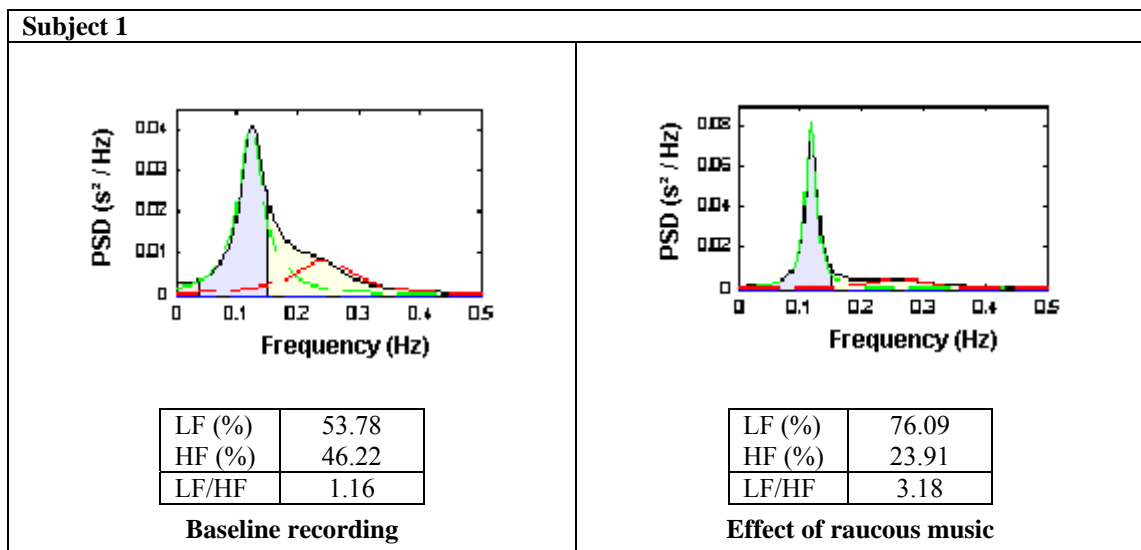 Subject 1
PSD (s² / Hz)
0.04
0.03
0.02
0.01
0
0 0.1 0.2 0.3 0.4 0.5
Frequency (Hz)
LF (%) 53.78
HF (%) 46.22
LF/HF 1.16
Baseline recording
PSD (s² / Hz)
0.08
0.06
0.04
0.02
0
0 0.1 0.2 0.3 0.4 0.5
Frequency (Hz)
LF (%) 76.09
HF (%) 23.91
LF/HF 3.18
Effect of raucous music